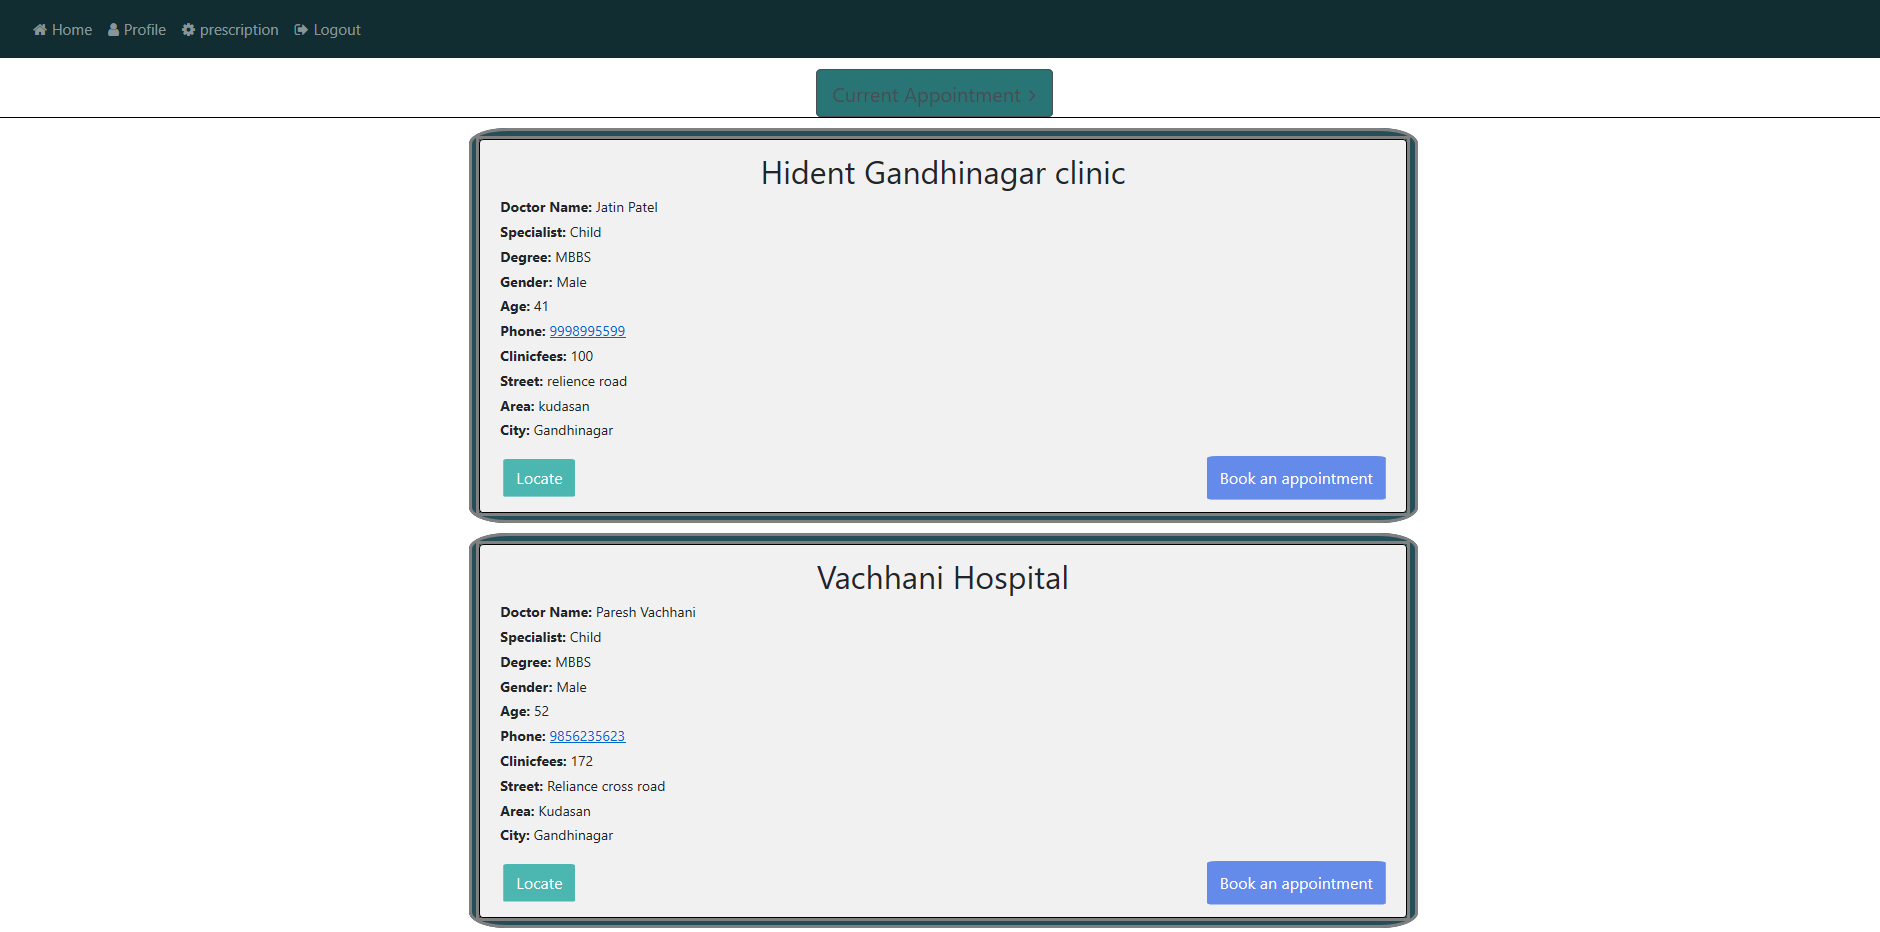 Home Profile prescription Logout
Current Appointment >
Hident Gandhinagar clinic
Doctor Name: Jatin Patel
Specialist: Child
Degree: MBBS
Gender: Male
Age: 41
Phone: 9998995599
Clinicfees: 100
Street: relience road
Area: kudasan
City: Gandhinagar
Locate Book an appointment
Vachhani Hospital
Doctor Name: Paresh Vachhani
Specialist: Child
Degree: MBBS
Gender: Male
Age: 52
Phone: 9856235623
Clinicfees: 172
Street: Reliance cross road
Area: Kudasan
City: Gandhinagar
Locate Book an appointment